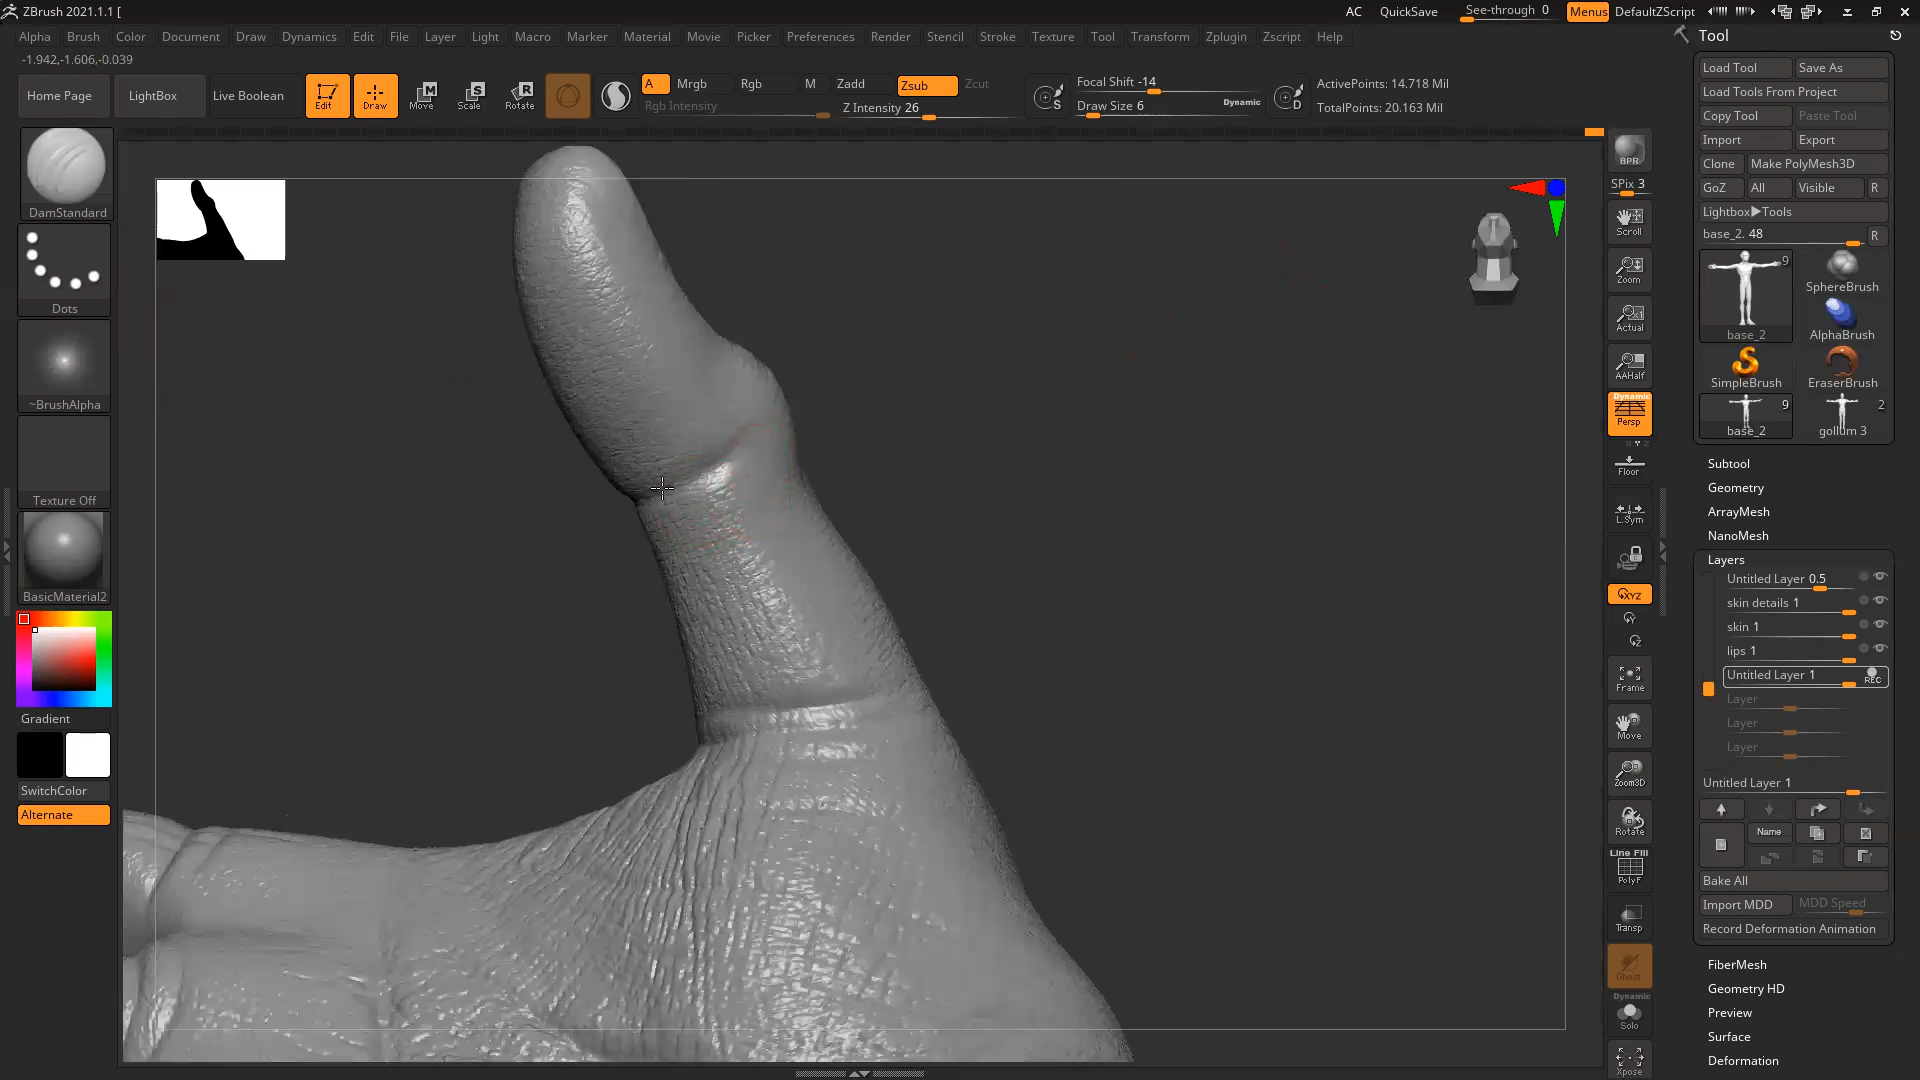 ZBrush 2021.1.1 [
AC QuickSave See-through 0 Menus DefaultZScript
Alpha Brush Color Document Draw Dynamics Edit File Layer Light Macro Marker Material Movie Picker Preferences Render Stencil Stroke Texture Tool Transform Zplugin Zscript Help
-1.942,-1.606,-0.039
Home Page LightBox Live Boolean Edit Draw Move Scale Rotate
M S R
A Mrgb Rgb M Zadd Zsub Zcut
Rgb Intensity Z Intensity 26
S Focal Shift -14
Draw Size 6 Dynamic
D ActivePoints: 14.718 Mil
TotalPoints: 20.163 Mil
DamStandard
Dots
~BrushAlpha
Texture Off
BasicMaterial2
Gradient
SwitchColor
Alternate
BPR
SPix 3
Scroll
Zoom
Actual
AAHalf
Dynamic
Persp
Floor
L.Sym
XYZ
Y
Z
Frame
Move
Zoom3D
Rotate
Line Fill
PolyF
Transp
Ghost
Dynamic
Solo
Xpose
Tool
Load Tool Save As
Load Tools From Project
Copy Tool Paste Tool
Import Export
Clone Make PolyMesh3D
GoZ All Visible R
Lightbox▶Tools
base_2. 48 R
9
base_2 SphereBrush
AlphaBrush
SimpleBrush EraserBrush
9 2
base_2 gollum 3
Subtool
Geometry
ArrayMesh
NanoMesh
Layers
Untitled Layer 0.5
skin details 1
skin 1
lips 1
Untitled Layer 1 REC
Layer
Layer
Layer
Untitled Layer 1
Name
Bake All
Import MDD MDD Speed
Record Deformation Animation
FiberMesh
Geometry HD
Preview
Surface
Deformation